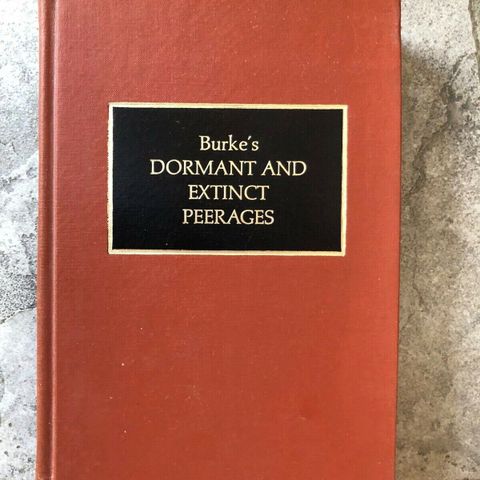 Burke's
DORMANT AND
EXTINCT
PEERAGES